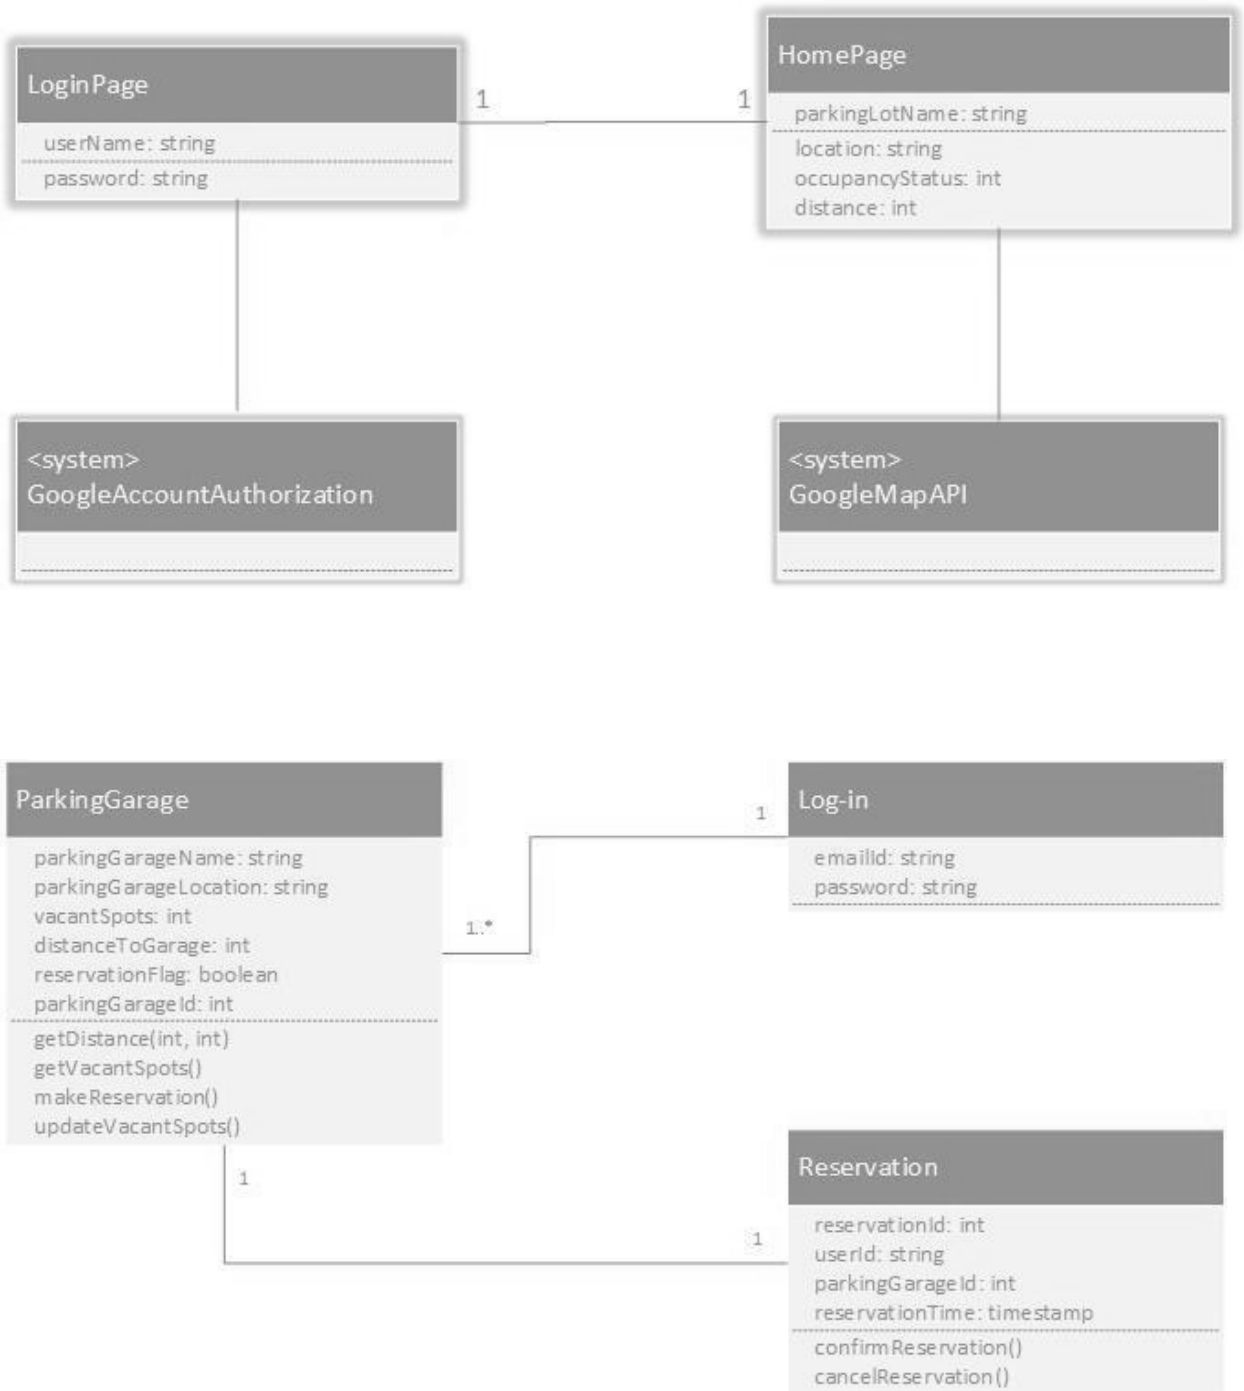 LoginPage
userName: string
password: string
1
1
HomePage
parkingLotName: string
location: string
occupancyStatus: int
distance: int
<system>
GoogleAccountAuthorization
<system>
GoogleMapAPI
ParkingGarage
parkingGarageName: string
parkingGarageLocation: string
vacantSpots: int
distanceToGarage: int
reservationFlag: boolean
parkingGarageId: int
getDistance(int, int)
getVacantSpots()
makeReservation()
updateVacantSpots()
1..*
1
Log-in
emailId: string
password: string
1
1
Reservation
reservationId: int
userId: string
parkingGarageId: int
reservationTime: timestamp
confirmReservation()
cancelReservation()